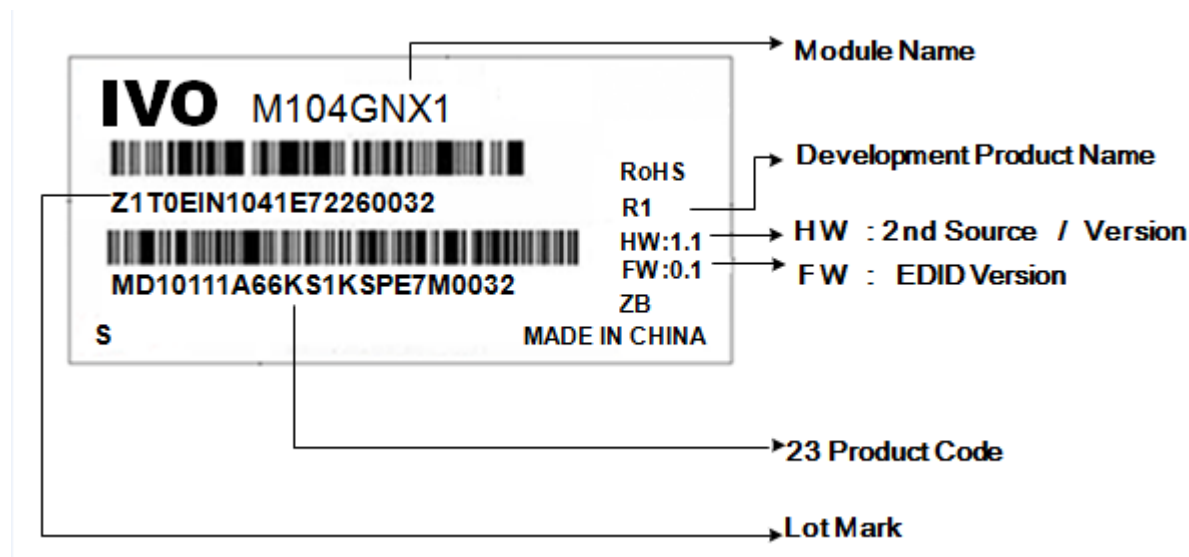 Module Name
IVO M104GNX1
Development Product Name
RoHS
Z1T0EIN1041E72260032
R1
HW:1.1
HW : 2nd Source / Version
FW:0.1
FW : EDID Version
MD10111A66KS1KSPE7M0032
ZB
S
MADE IN CHINA
23 Product Code
Lot Mark